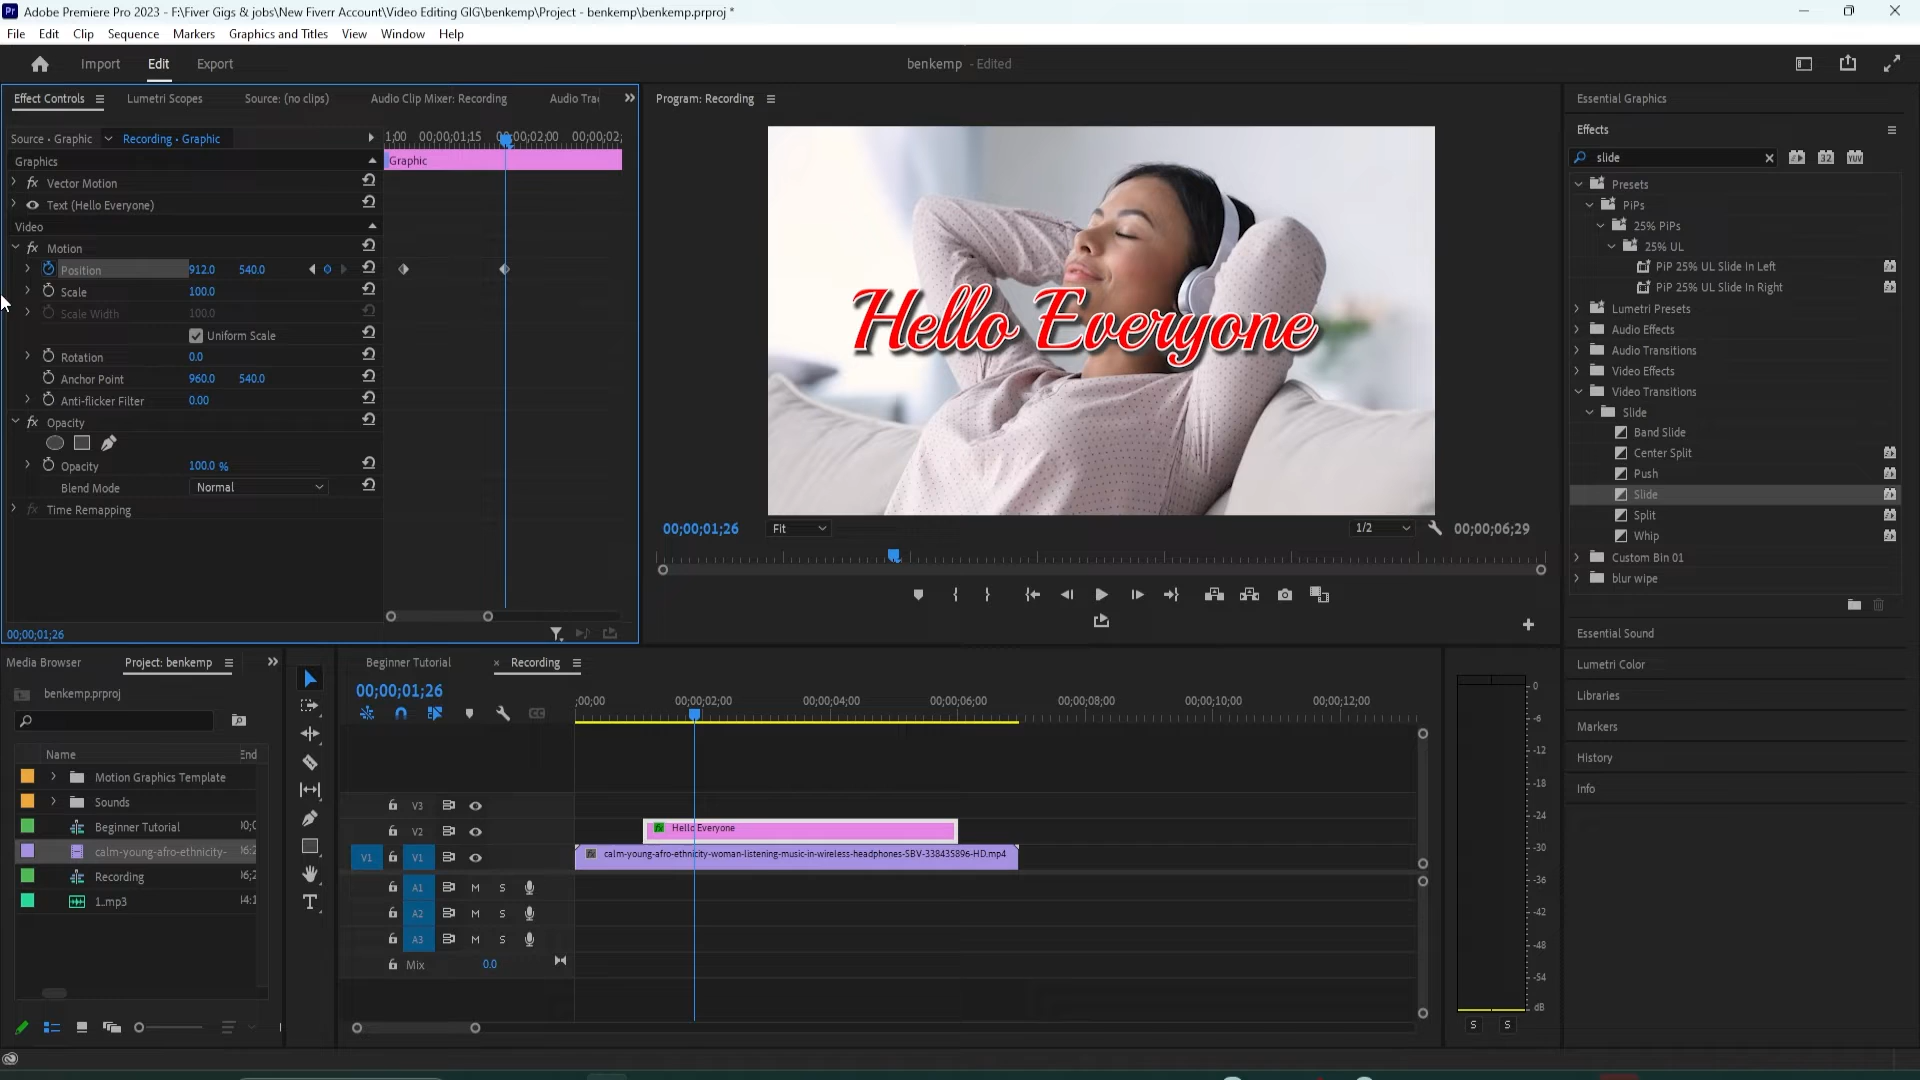 Adobe Premiere Pro 2023 - F:\Fiver Gigs & jobs\New Fiverr Account\Video Editing GIG\benkemp\Project - benkemp\benkemp.prproj *
File Edit Clip Sequence Markers Graphics and Titles View Window Help
Import Edit Export
benkemp - Edited
Effect Controls Lumetri Scopes Source: (no clips) Audio Clip Mixer: Recording Audio Tra
Source • Graphic Recording • Graphic
1;00 00;00;01;15 00;00;02;00 00;00;02;
Graphics
Graphic
fx Vector Motion
Text (Hello Everyone)
Video
fx Motion
Position 912.0 540.0
Scale 100.0
Scale Width 100.0
Uniform Scale
Rotation 0.0
Anchor Point 960.0 540.0
Anti-flicker Filter 0.00
fx Opacity
Opacity 100.0 %
Blend Mode Normal
fx Time Remapping
00;00;01;26
Program: Recording
Hello Everyone
00;00;01;26 Fit 1/2 00;00;06;29
Essential Graphics
Effects
slide
32 YUV
Presets
PiPs
25% PiPs
25% UL
PiP 25% UL Slide In Left
PiP 25% UL Slide In Right
Lumetri Presets
Audio Effects
Audio Transitions
Video Effects
Video Transitions
Slide
Band Slide
Center Split
Push
Slide
Split
Whip
Custom Bin 01
blur wipe
Essential Sound
Lumetri Color
Libraries
Markers
History
Info
Media Browser Project: benkemp
benkemp.prproj
Name End
Motion Graphics Template
Sounds
Beginner Tutorial
calm-young-afro-ethnicity-
Recording
1..mp3
Beginner Tutorial × Recording
00;00;01;26
;00;00 00;00;02;00 00;00;04;00 00;00;06;00 00;00;08;00 00;00;10;00 00;00;12;00
V3
V2
fx Hello Everyone
V1 V1
fx calm-young-afro-ethnicity-woman-listening-music-in-wireless-headphones-SBV-338435896-HD.mp4
A1 M S
A2 M S
A3 M S
Mix 0.0
0
-6
-12
-18
-24
-30
-36
-42
-48
-54
dB
S S